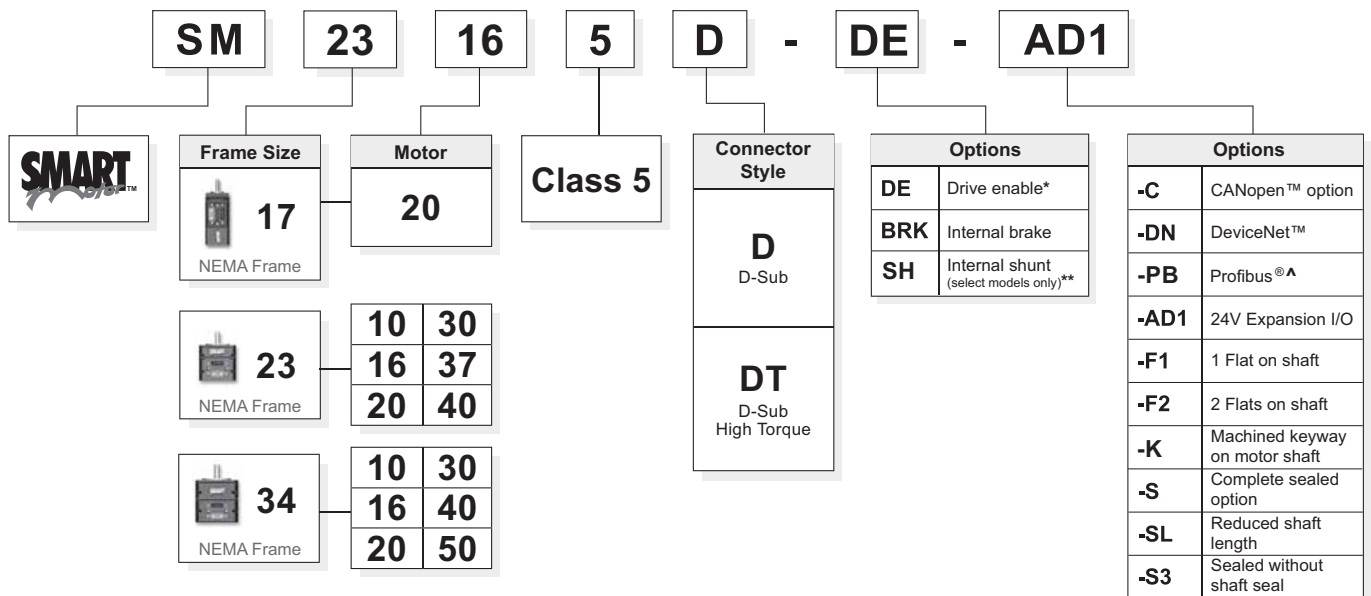 SM 23 16 5 D - DE - AD1
SMART motor™
Frame Size
17
NEMA Frame
23
NEMA Frame
34
NEMA Frame
Motor
20
10 30
16 37
20 40
10 30
16 40
20 50
Class 5
Connector
Style
D
D-Sub
DT
D-Sub
High Torque
Options
DE Drive enable*
BRK Internal brake
SH Internal shunt
(select models only)**
Options
-C CANopen™ option
-DN DeviceNet™
-PB Profibus®^
-AD1 24V Expansion I/O
-F1 1 Flat on shaft
-F2 2 Flats on shaft
-K Machined keyway
on motor shaft
-S Complete sealed
option
-SL Reduced shaft
length
-S3 Sealed without
shaft seal